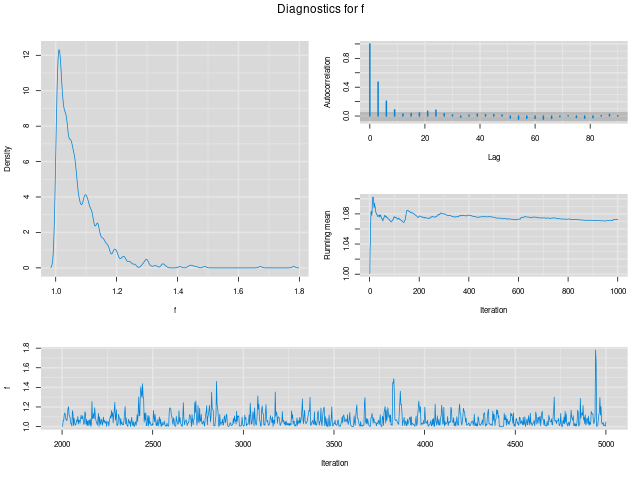 Diagnostics for f
Density
12
10
8
6
4
2
0
1.0 1.2 1.4 1.6 1.8
f
Autocorrelation
0.8
0.4
0.0
0 20 40 60 80
Lag
Running mean
1.08
1.04
1.00
0 200 400 600 800 1000
Iteration
f
1.8
1.6
1.4
1.2
1.0
2000 2500 3000 3500 4000 4500 5000
Iteration